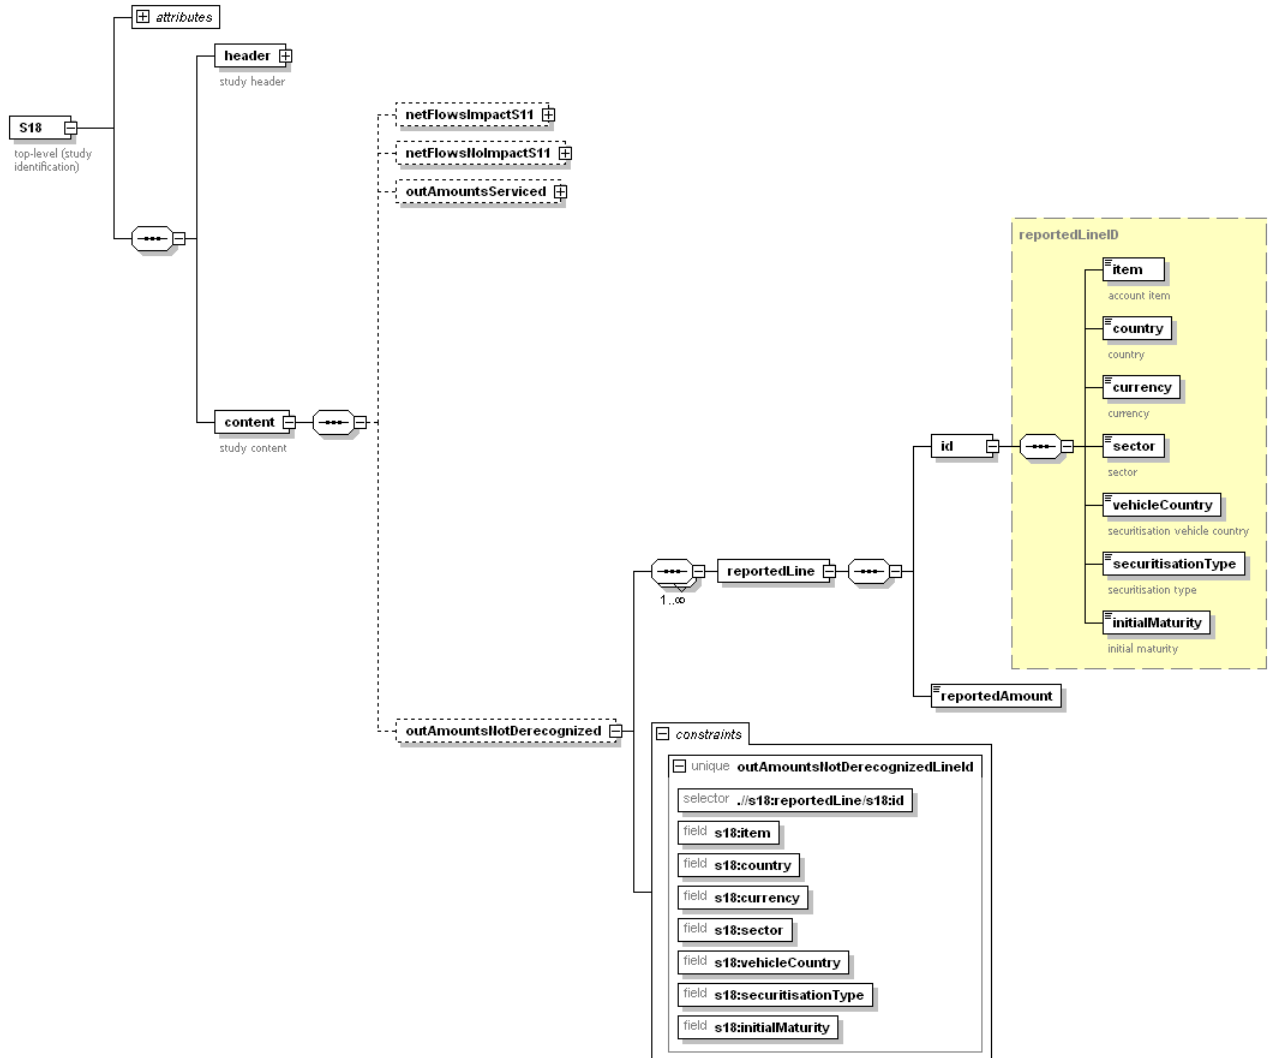 attributes
header
study header
S18
top-level (study
identification)
netFlowsImpactS11
netFlowsNoImpactS11
outAmountsServiced
content
study content
reportedLineID
item
account item
country
country
currency
currency
id
sector
sector
vehicleCountry
securitisation vehicle country
securitisationType
securitisation type
initialMaturity
initial maturity
reportedLine
1..∞
reportedAmount
outAmountsNotDerecognized
constraints
unique outAmountsNotDerecognizedLineId
selector .//s18:reportedLine/s18:id
field s18:item
field s18:country
field s18:currency
field s18:sector
field s18:vehicleCountry
field s18:securitisationType
field s18:initialMaturity